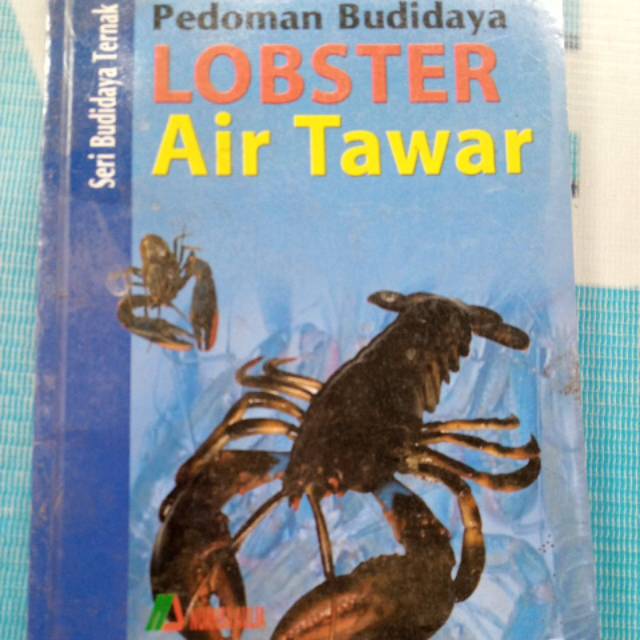 Pedoman Budidaya
LOBSTER
Air Tawar
Seri Budidaya Ternak